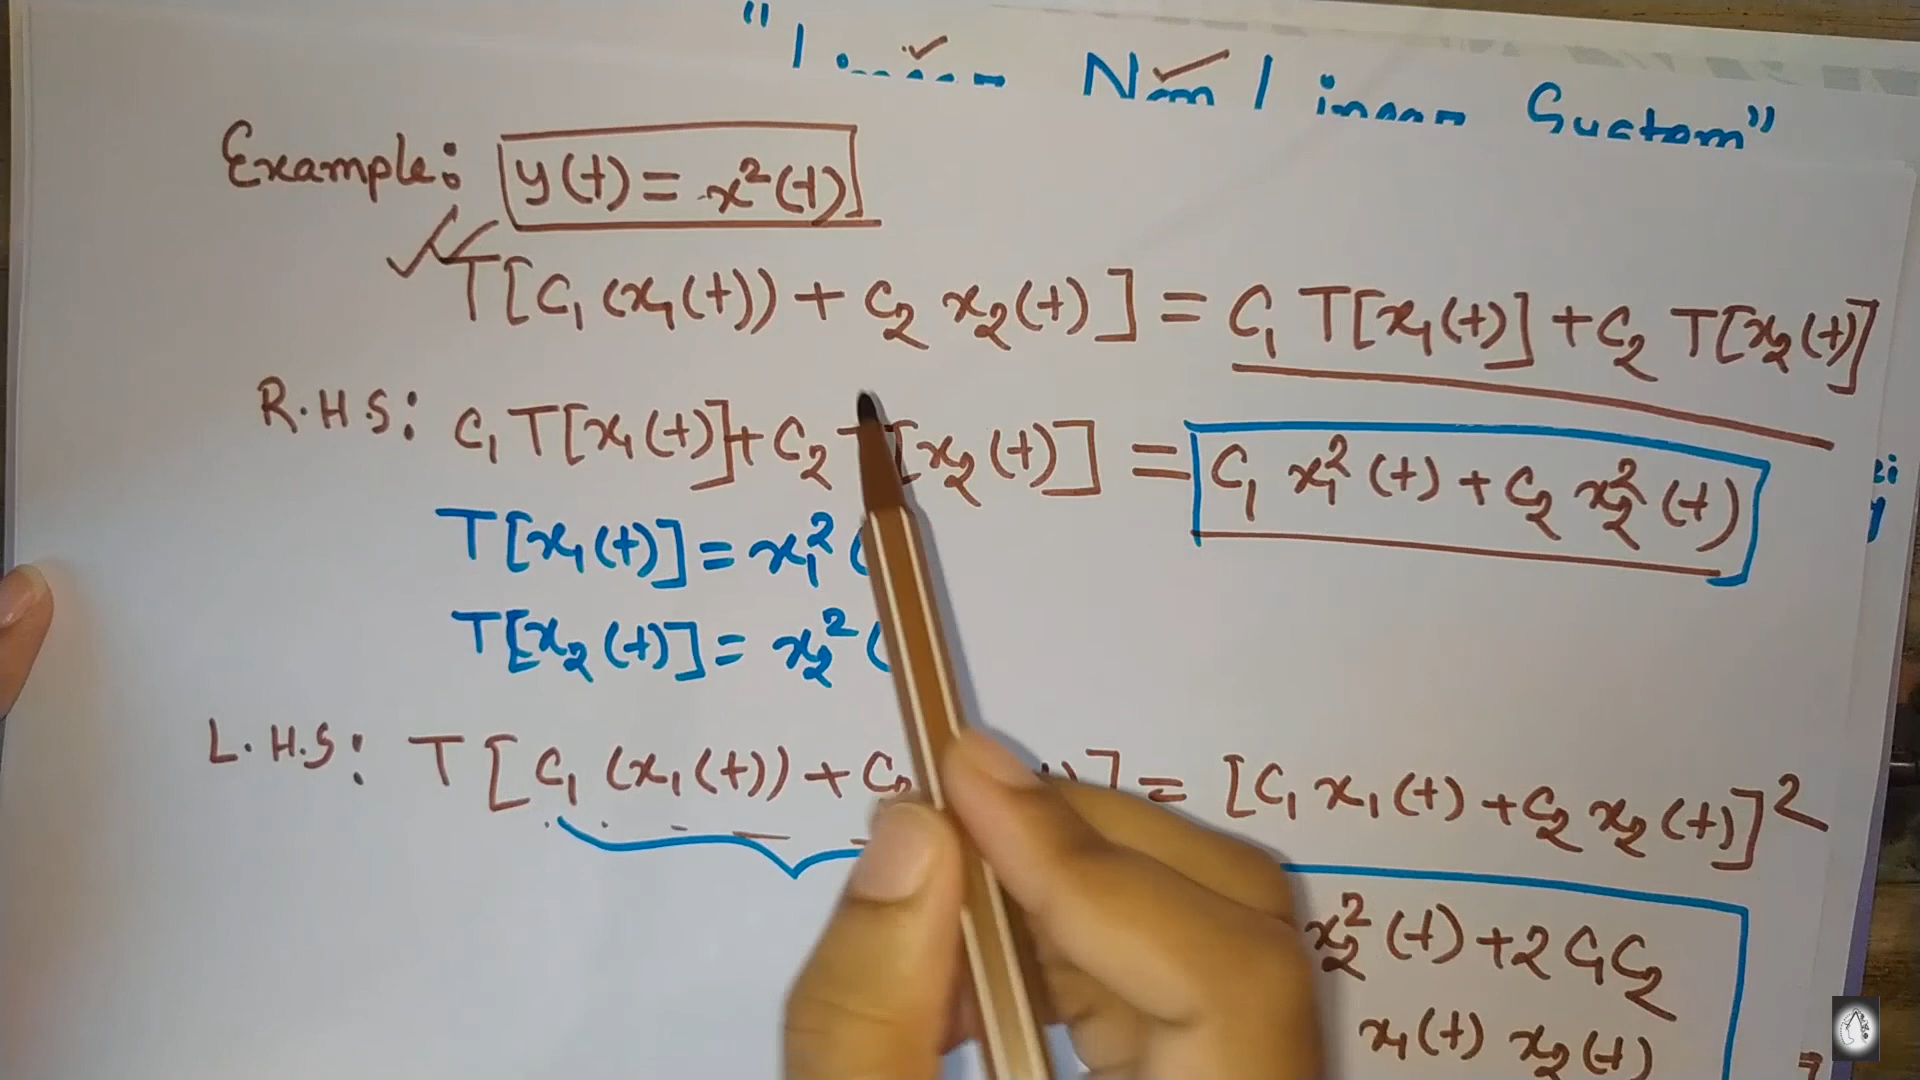 Example: y(t) = x²(t)
T[C₁(x₁(t)) + C₂ x₂(t)] = C₁ T[x₁(t)] + C₂ T[x₂(t)]
R.H.S: C₁T[x₁(t)] + C₂ T[x₂(t)] = C₁ x₁²(t) + C₂ x₂²(t)
T[x₁(t)] = x₁²(
T[x₂(t)] = x₂²(
L.H.S: T[C₁(x₁(t)) + C₂ ] = [C₁ x₁(t) + C₂ x₂(t)]²
x₂²(t) + 2C₁C₂
x₁(t) x₂(t)